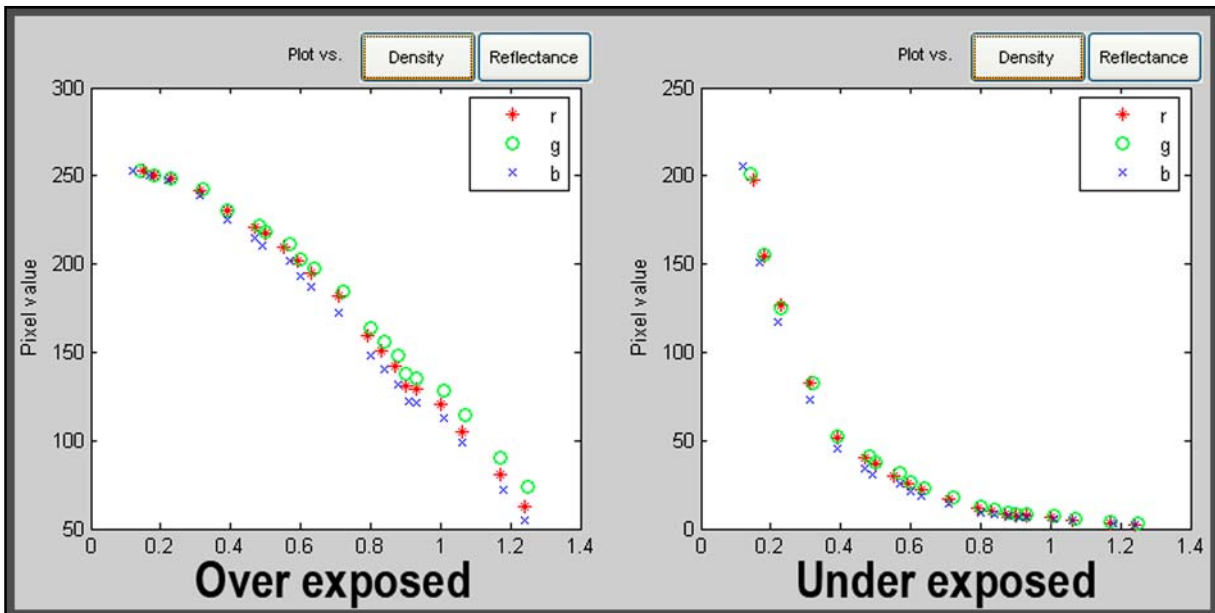 Plot vs. Density Reflectance
300
250
200
150
100
50
0 0.2 0.4 0.6 0.8 1 1.2 1.4
Pixel value
r
g
b
Over exposed
Plot vs. Density Reflectance
250
200
150
100
50
0
0 0.2 0.4 0.6 0.8 1 1.2 1.4
Pixel value
r
g
b
Under exposed